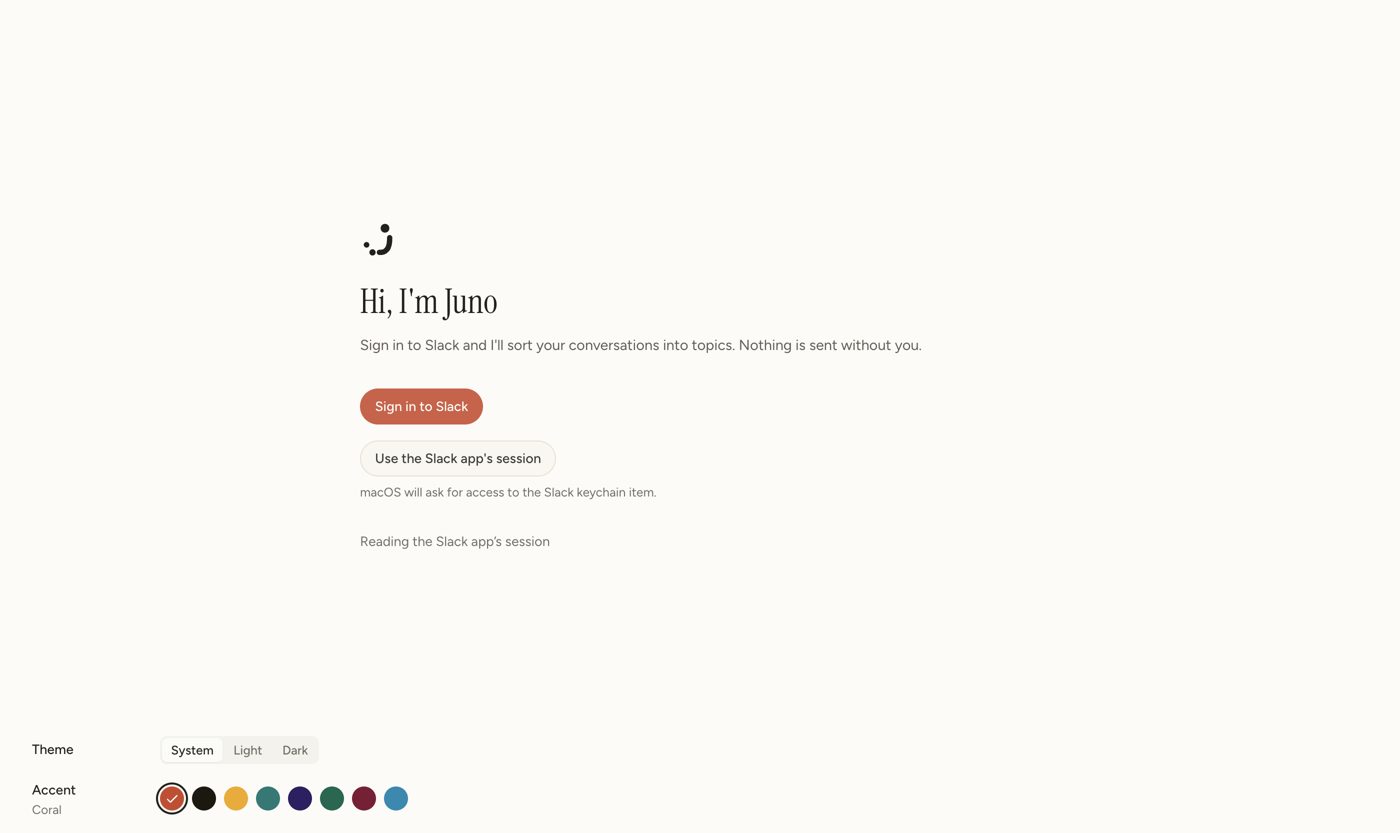 Hi, I'm Juno
Sign in to Slack and I'll sort your conversations into topics. Nothing is sent without you.
Sign in to Slack
Use the Slack app's session
macOS will ask for access to the Slack keychain item.
Reading the Slack app’s session
Theme
System Light Dark
Accent
Coral